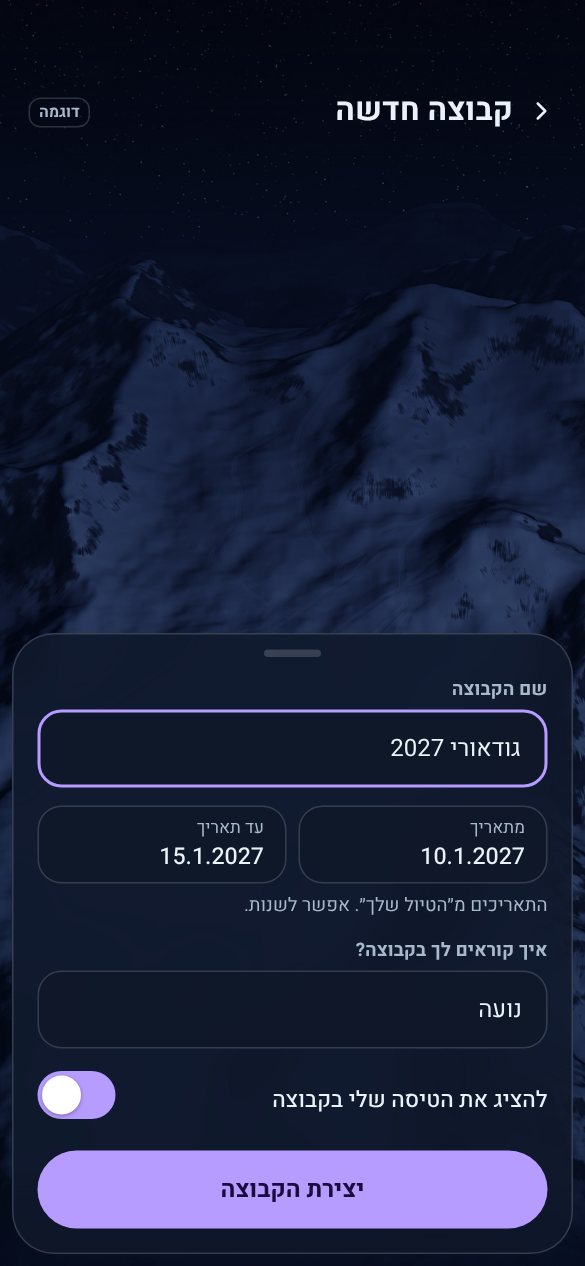 קבוצה חדשה
דוגמה
שם הקבוצה
גודאורי 2027
מתאריך
10.1.2027
עד תאריך
15.1.2027
התאריכים מ״הטיול שלך״. אפשר לשנות.
איך קוראים לך בקבוצה?
נועה
להציג את הטיסה שלי בקבוצה
יצירת הקבוצה